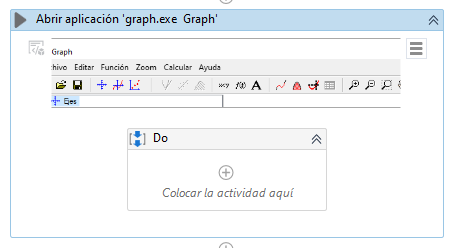 Abrir aplicación 'graph.exe Graph'
Graph
hivo Editar Función Zoom Calcular Ayuda
x=y f(x) A
Ejes
Do
Colocar la actividad aquí